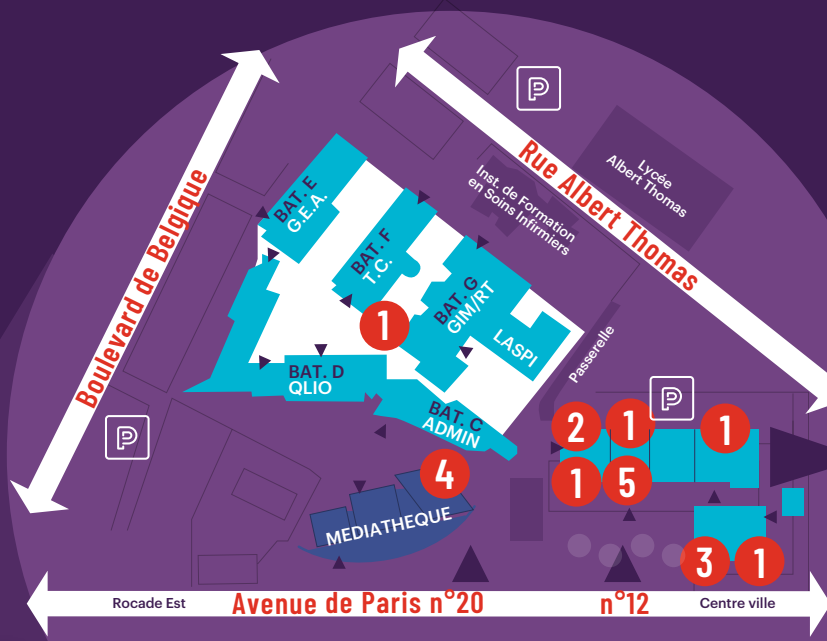 P
Rue Albert Thomas
Lycée
Albert Thomas
Inst. de Formation
en Soins Infirmiers
Boulevard de Belgique
BAT. E
G.E.A.
BAT. F
T.C.
BAT. G
GIM/RT
LASPI
1
Passerelle
BAT. D
QLIO
BAT. C
ADMIN
P
P
2
1
1
1
5
4
MEDIATHEQUE
3
1
Rocade Est
Avenue de Paris n°20
n°12
Centre ville